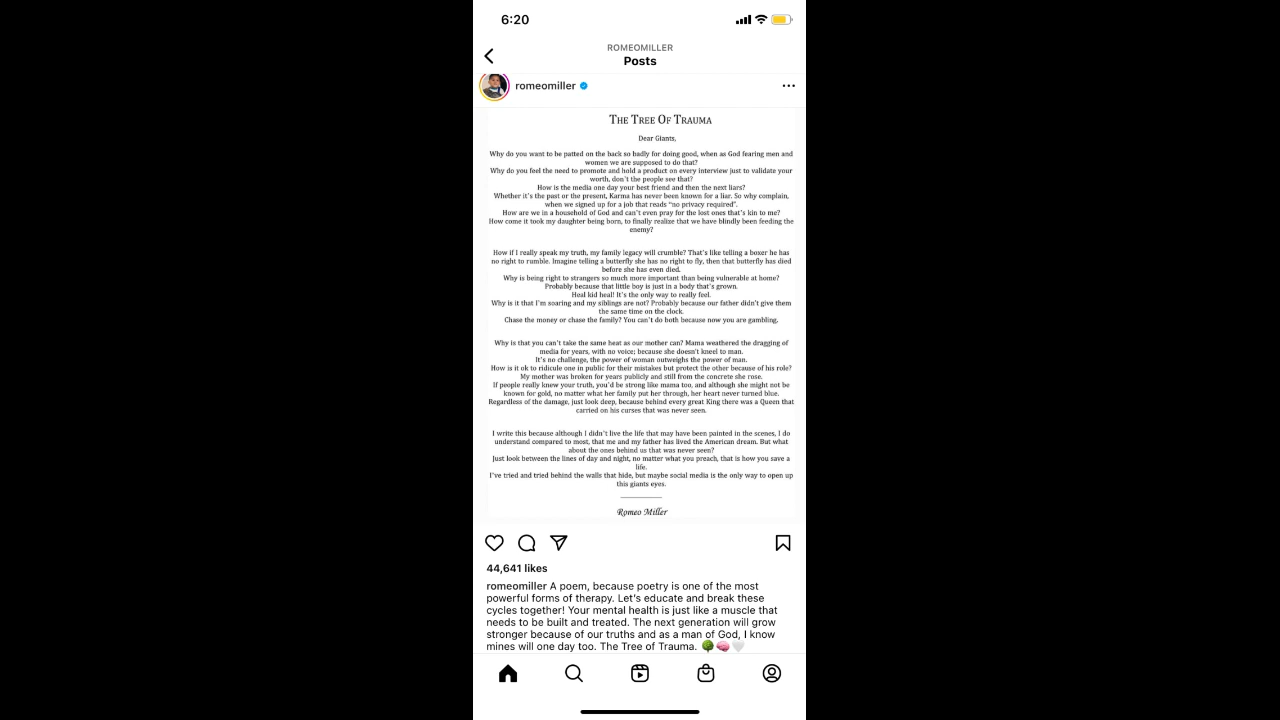 6:20
ROMEOMILLER
Posts
romeomiller
THE TREE OF TRAUMA
Dear Giants,
Why do you want to be patted on the back so badly for doing good, when as God fearing men and
women we are supposed to do that?
Why do you feel the need to promote and hold a product on every interview just to validate your
worth, don't the people see that?
How is the media one day your best friend and then the next liars?
Whether it's the past or the present, Karma has never been known for a liar. So why complain,
when we signed up for a job that reads "no privacy required".
How are we in a household of God and can't even pray for the lost ones that's kin to me?
How come it took my daughter being born, to finally realize that we have blindly been feeding the
enemy?
How if I really speak my truth, my family legacy will crumble? That's like telling a boxer he has
no right to rumble. Imagine telling a butterfly she has no right to fly, then that butterfly has died
before she has even died.
Why is being right to strangers so much more important than being vulnerable at home?
Probably because that little boy is just in a body that's grown.
Heal kid heal! It's the only way to really feel.
Why is it that I'm soaring and my siblings are not? Probably because our father didn't give them
the same time on the clock.
Chase the money or chase the family? You can't do both because now you are gambling.
Why is that you can't take the same heat as our mother can? Mama weathered the dragging of
media for years, with no voice; because she doesn't kneel to man.
It's no challenge, the power of woman outweighs the power of man.
How is it ok to ridicule one in public for their mistakes but protect the other because of his role?
My mother was broken for years publicly and still from the concrete she rose.
If people really knew your truth, you'd be strong like mama too, and although she might not be
known for gold, no matter what her family put her through, her heart never turned blue.
Regardless of the damage, just look deep, because behind every great King there was a Queen that
carried on his curses that was never seen.
I write this because although I didn't live the life that may have been painted in the scenes, I do
understand compared to most, that me and my father has lived the American dream. But what
about the ones behind us that was never seen?
Just look between the lines of day and night, no matter what you preach, that is how you save a
life.
I've tried and tried behind the walls that hide, but maybe social media is the only way to open up
this giants eyes.
Romeo Miller
44,641 likes
romeomiller A poem, because poetry is one of the most
powerful forms of therapy. Let's educate and break these
cycles together! Your mental health is just like a muscle that
needs to be built and treated. The next generation will grow
stronger because of our truths and as a man of God, I know
mines will one day too. The Tree of Trauma. 🌳🧠🤍